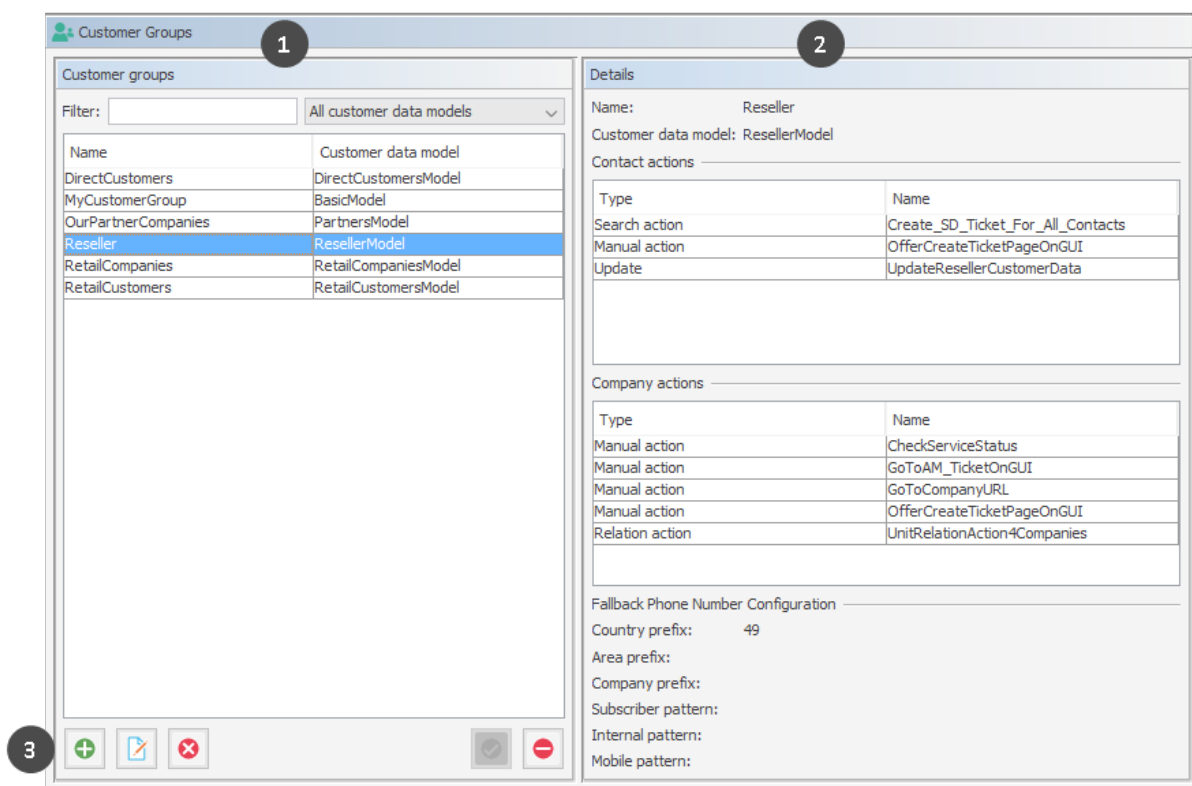 Customer Groups
1
2
Customer groups
Filter: All customer data models
Name Customer data model
DirectCustomers DirectCustomersModel
MyCustomerGroup BasicModel
OurPartnerCompanies PartnersModel
Reseller ResellerModel
RetailCompanies RetailCompaniesModel
RetailCustomers RetailCustomersModel
3
Details
Name: Reseller
Customer data model: ResellerModel
Contact actions
Type Name
Search action Create_SD_Ticket_For_All_Contacts
Manual action OfferCreateTicketPageOnGUI
Update UpdateResellerCustomerData
Company actions
Type Name
Manual action CheckServiceStatus
Manual action GoToAM_TicketOnGUI
Manual action GoToCompanyURL
Manual action OfferCreateTicketPageOnGUI
Relation action UnitRelationAction4Companies
Fallback Phone Number Configuration
Country prefix: 49
Area prefix:
Company prefix:
Subscriber pattern:
Internal pattern:
Mobile pattern: